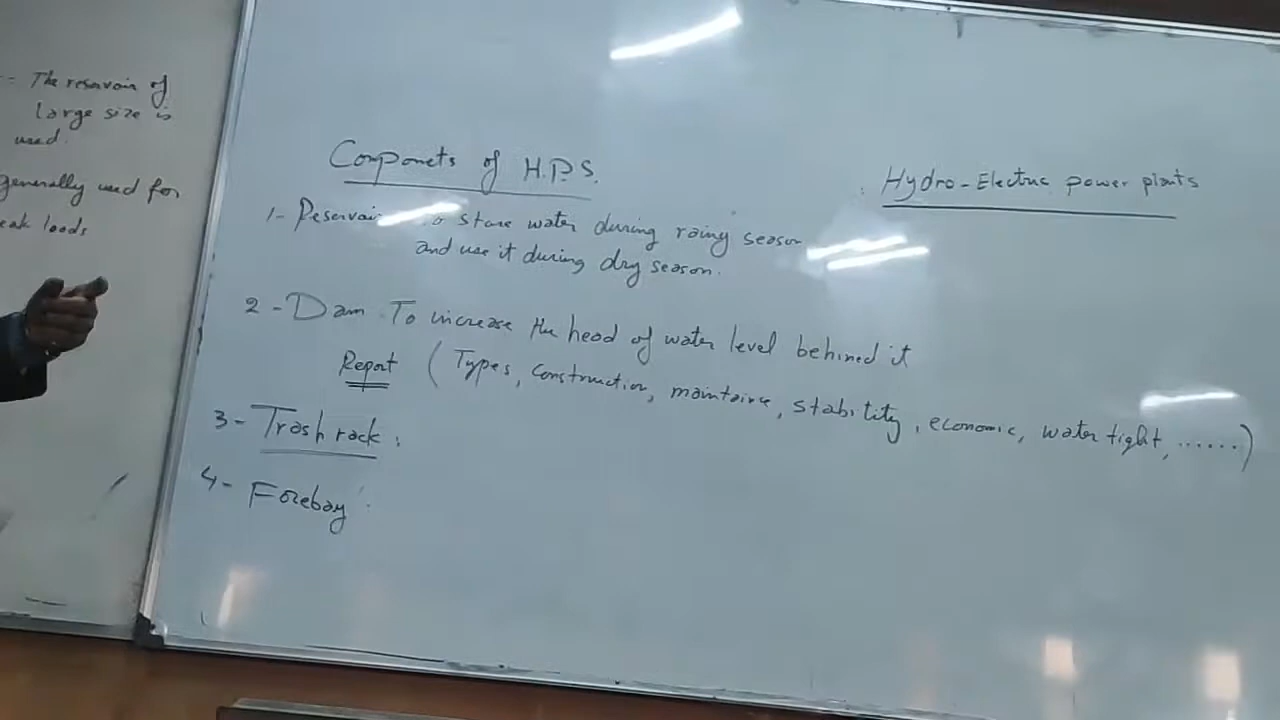 The reservoir of
large size is
used.
generally used for
eak loads
Componets of H.P.S.
Hydro-Electric power plants
1- Reservoir to store water during rainy season
and use it during dry season.
2- Dam. To increase the head of water level behined it
Report (Types, construction, maintaince, stability, economic, water tight, ......)
3- Trash rack:
4- Forebay: